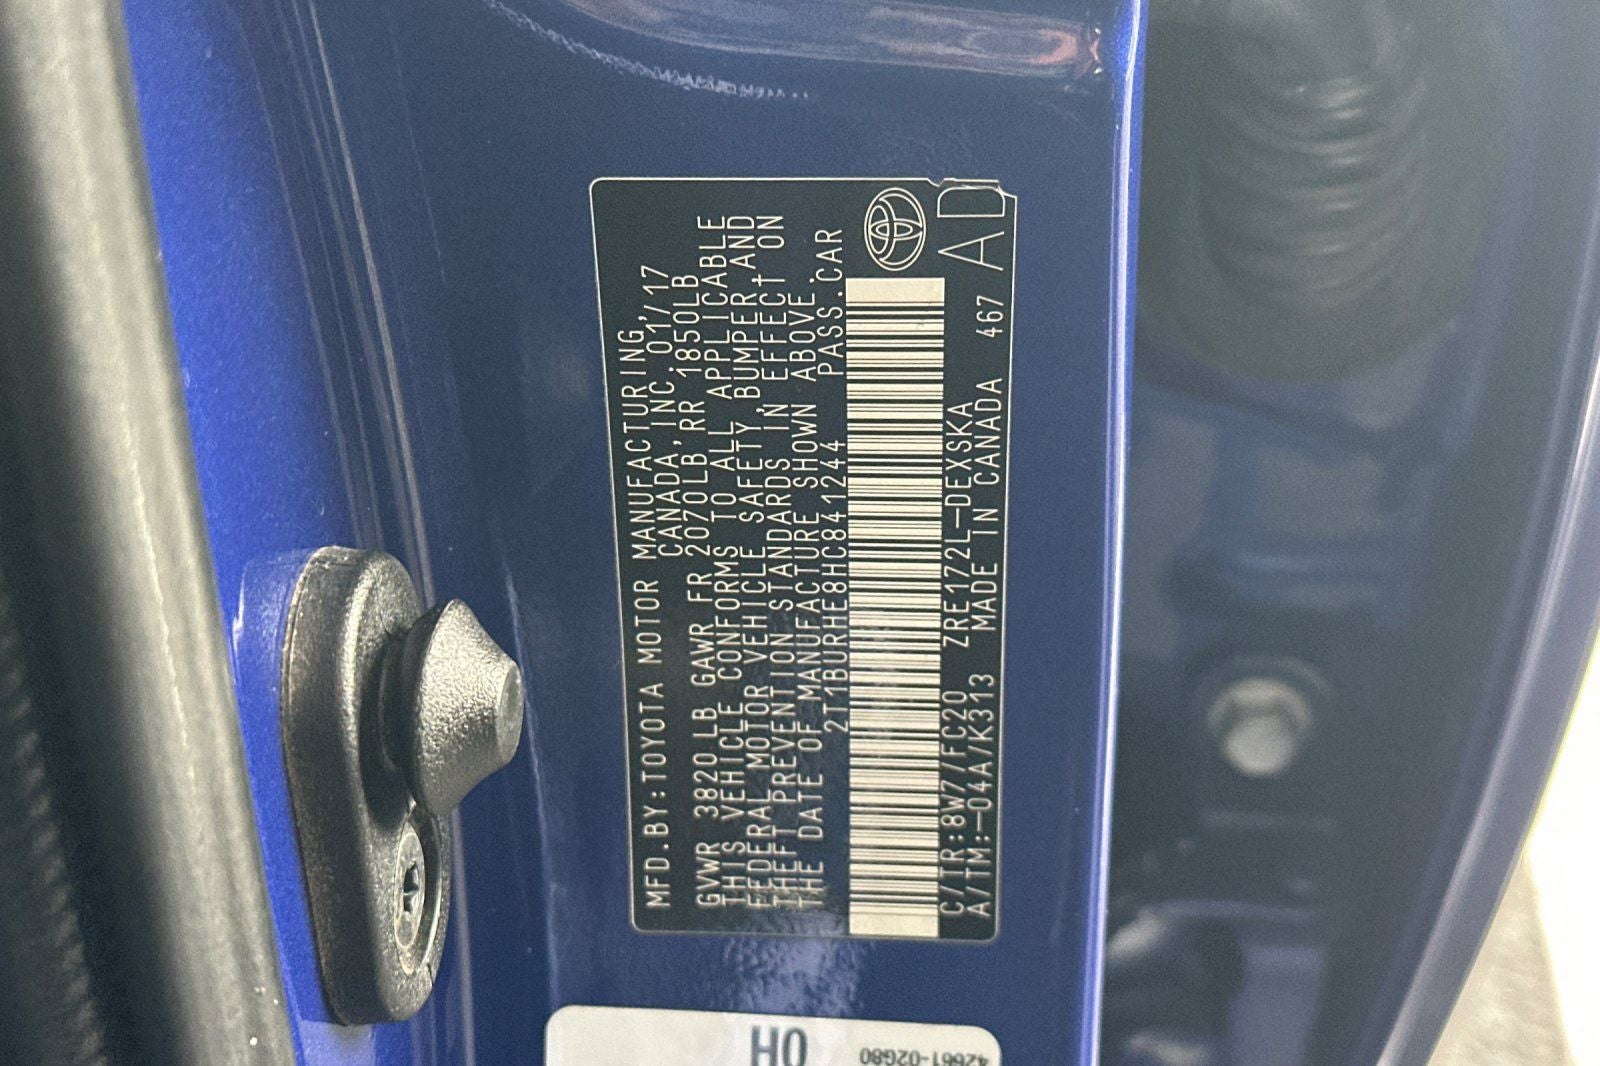 MFD.BY:TOYOTA MOTOR MANUFACTURING,
CANADA,INC. 01/17
GVWR 3820 LB GAWR FR 2070LB RR 1850LB
THIS VEHICLE CONFORMS TO ALL APPLICABLE
FEDERAL MOTOR VEHICLE SAFETY, BUMPER, AND
THEFT PREVENTION STANDARDS IN EFFECT ON
THE DATE OF MANUFACTURE SHOWN ABOVE.
2T1BURHE8HC841244 PASS.CAR
C/TR:8W7/FC20 ZRE172L-DEXSKA
A/TM:-04A/K313 MADE IN CANADA 467
AD
OH
42661-02G80